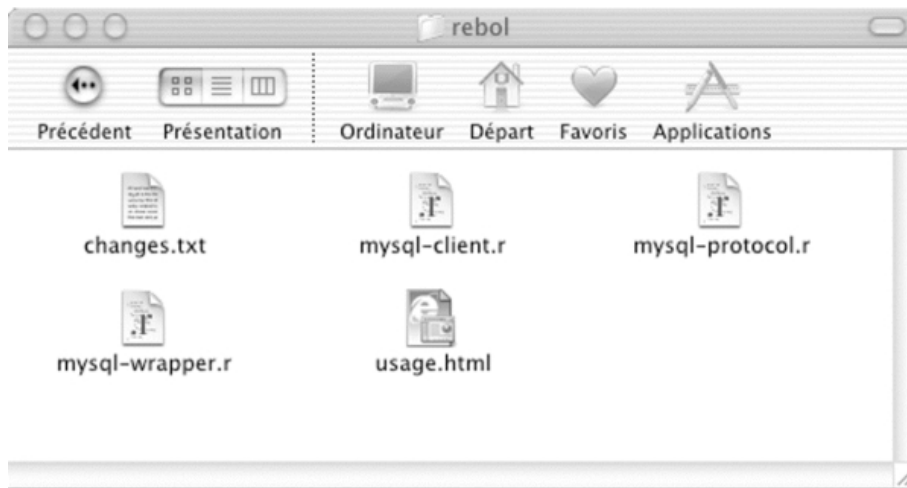 rebol
Précédent Présentation Ordinateur Départ Favoris Applications
changes.txt mysql-client.r mysql-protocol.r
mysql-wrapper.r usage.html